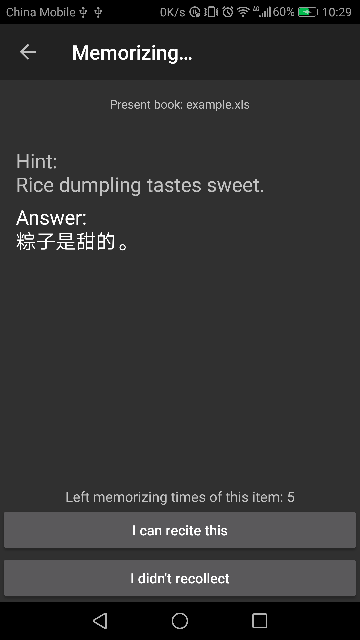 China Mobile 0K/s 4G 60% 10:29
Memorizing...
Present book: example.xls
Hint:
Rice dumpling tastes sweet.
Answer:
粽子是甜的。
Left memorizing times of this item: 5
I can recite this
I didn't recollect